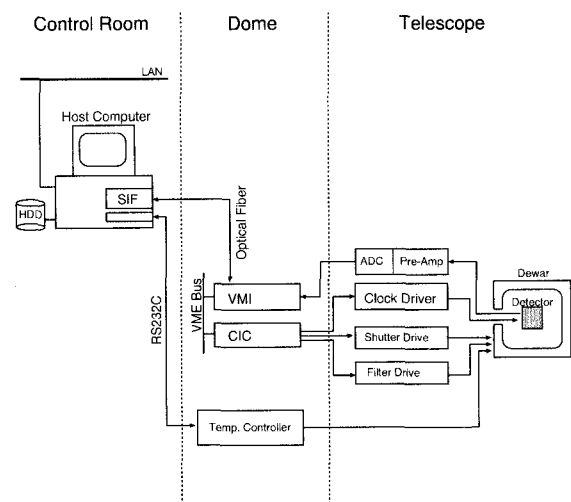 Control Room
Dome
Telescope
LAN
Host Computer
SIF
HDD
Optical Fiber
RS232C
VME Bus
VMI
CIC
ADC
Pre-Amp
Clock Driver
Shutter Drive
Filter Drive
Dewar
Detector
Temp. Controller